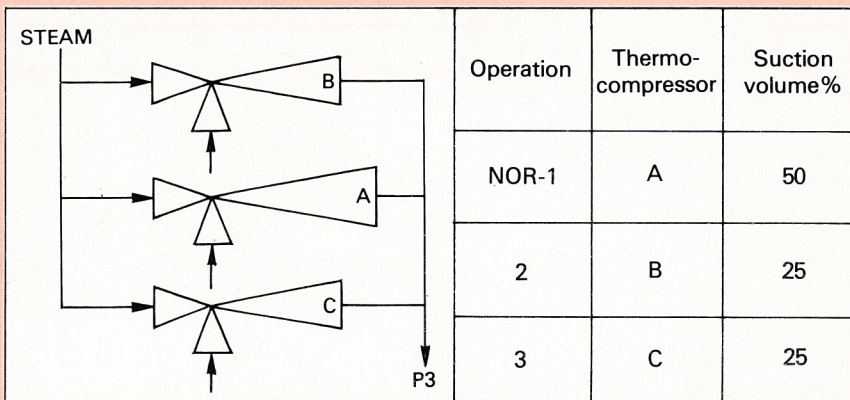 STEAM
B
A
C
P3
Operation Thermo- Suction
compressor volume%
NOR-1 A 50
2 B 25
3 C 25